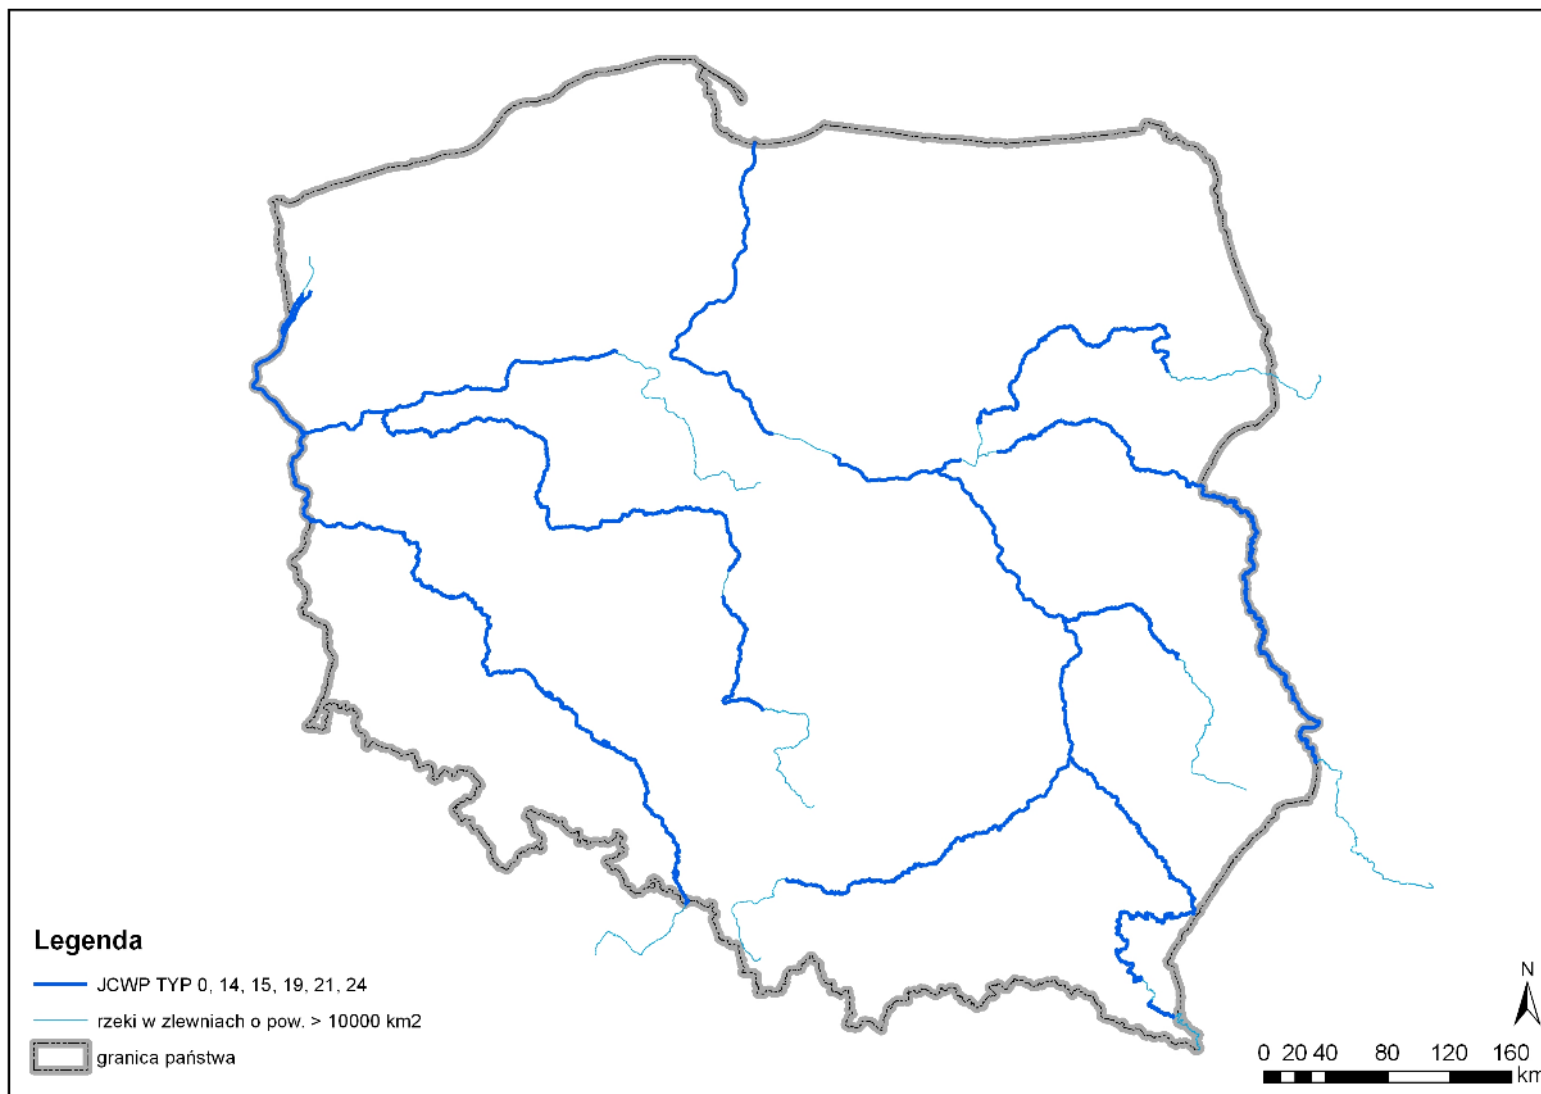 Legenda
JCWP TYP 0, 14, 15, 19, 21, 24
rzeki w zlewniach o pow. > 10000 km2
granica państwa
N
0 20 40 80 120 160
km